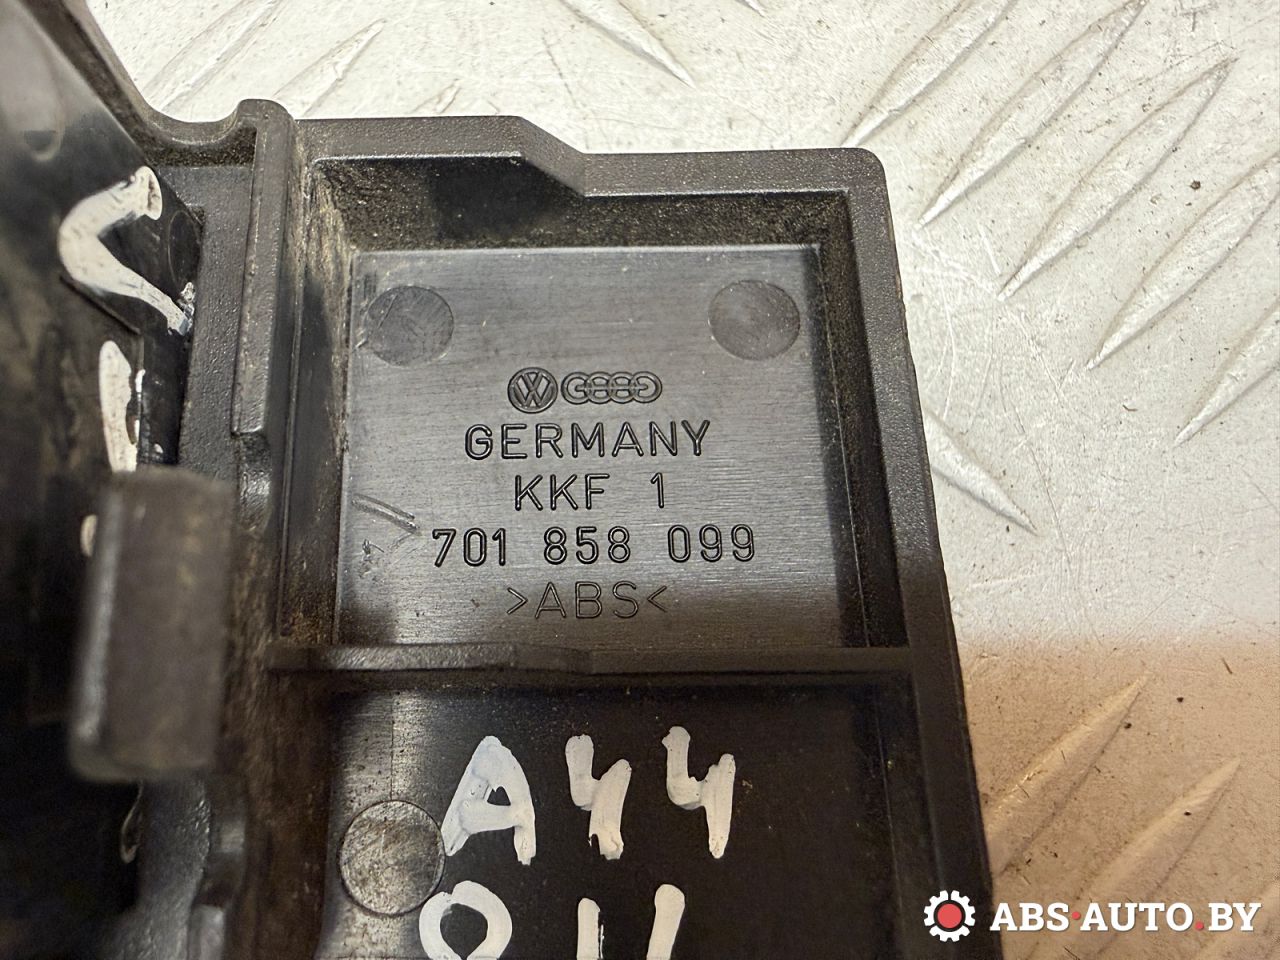 GERMANY
KKF 1
701 858 099
>ABS<
A44
ABS-AUTO.BY